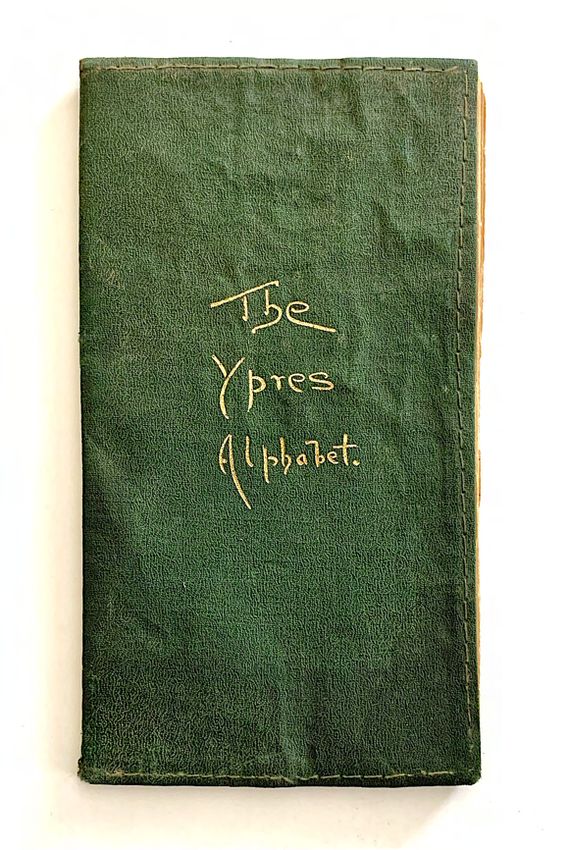 The
Ypres
Alphabet.